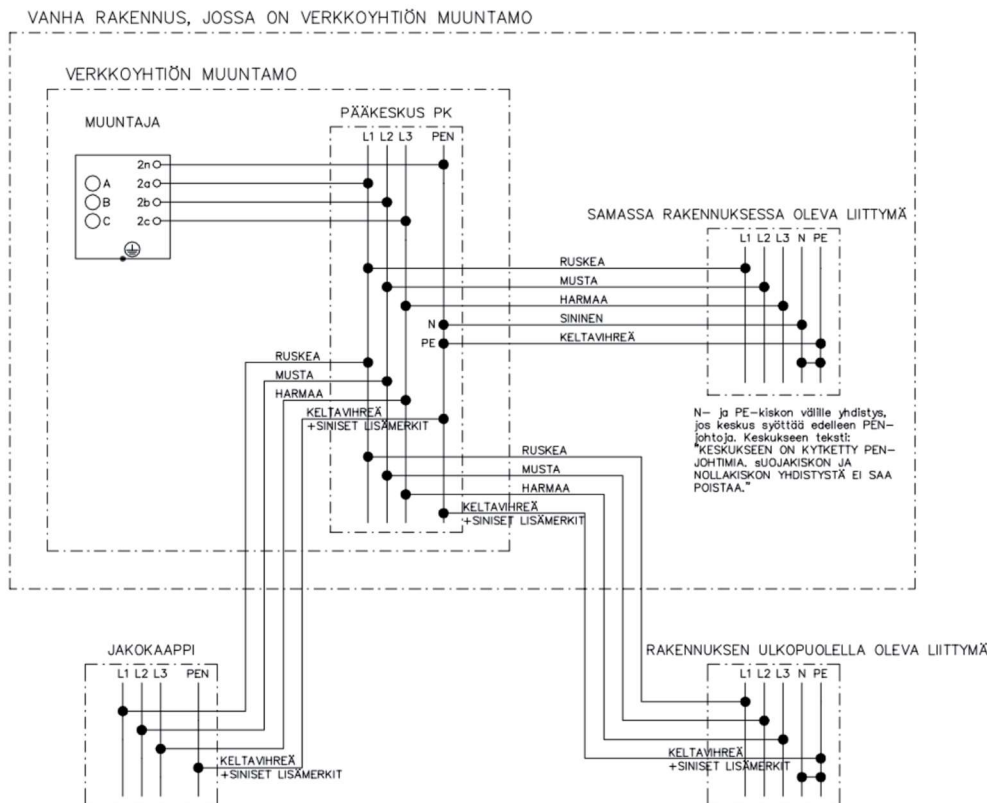 VANHA RAKENNUS, JOSSA ON VERKKOYHTIÖN MUUNTAMO
VERKKOYHTIÖN MUUNTAMO
MUUNTAJA
PÄÄKESKUS PK
L1 L2 L3 PEN
2n
A 2a
B 2b
C 2c
SAMASSA RAKENNUKSESSA OLEVA LIITTYMÄ
L1 L2 L3 N PE
RUSKEA
MUSTA
HARMAA
N SININEN
PE KELTAVIHREÄ
RUSKEA
MUSTA
HARMAA
KELTAVIHREÄ
+SINISET LISÄMERKIT
N– ja PE–kiskon välille yhdistys,
jos keskus syöttää edelleen PEN–
johtoja. Keskukseen teksti:
"KESKUKSEEN ON KYTKETTY PEN–
JOHTIMIA. sUOJAKISKON JA
NOLLAKISKON YHDISTYSTÄ EI SAA
POISTAA."
RUSKEA
MUSTA
HARMAA
KELTAVIHREÄ
+SINISET LISÄMERKIT
JAKOKAAPPI
L1 L2 L3 PEN
KELTAVIHREÄ
+SINISET LISÄMERKIT
RAKENNUKSEN ULKOPUOLELLA OLEVA LIITTYMÄ
L1 L2 L3 N PE
KELTAVIHREÄ
+SINISET LISÄMERKIT